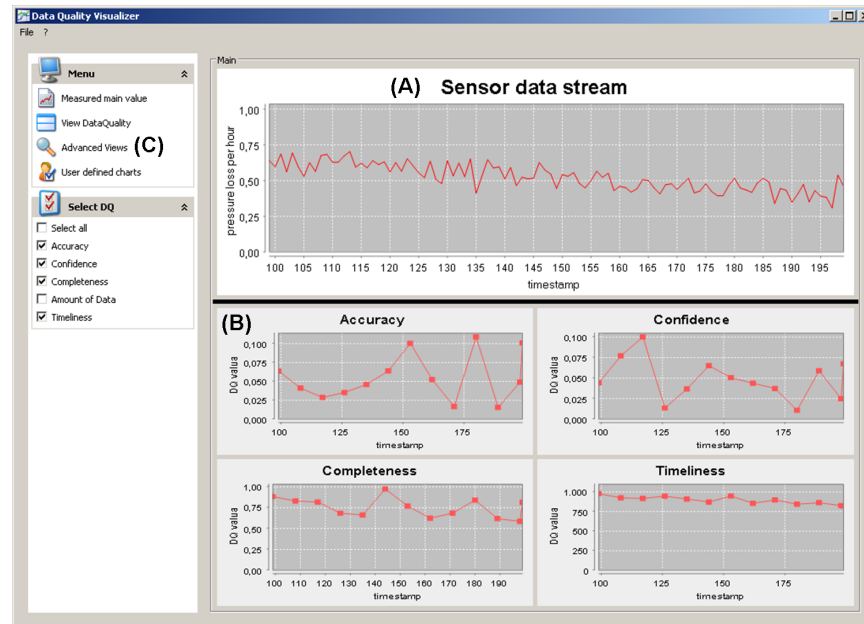 Data Quality Visualizer
File ?
Menu
Measured main value
View DataQuality
Advanced Views (C)
User defined charts
Select DQ
Select all
Accuracy
Confidence
Completeness
Amount of Data
Timeliness
Main
(A) Sensor data stream
pressure loss per hour
1,00
0,75
0,50
0,25
0,00
100 105 110 115 120 125 130 135 140 145 150 155 160 165 170 175 180 185 190 195
timestamp
(B) Accuracy
DQ value
0,100
0,075
0,050
0,025
0,000
100 125 150 175
timestamp
Confidence
DQ value
0,100
0,075
0,050
0,025
0,000
100 125 150 175
timestamp
Completeness
DQ value
1,00
0,75
0,50
0,25
0,00
100 110 120 130 140 150 160 170 180 190
timestamp
Timeliness
DQ value
1.000
750
500
250
0
100 125 150 175
timestamp